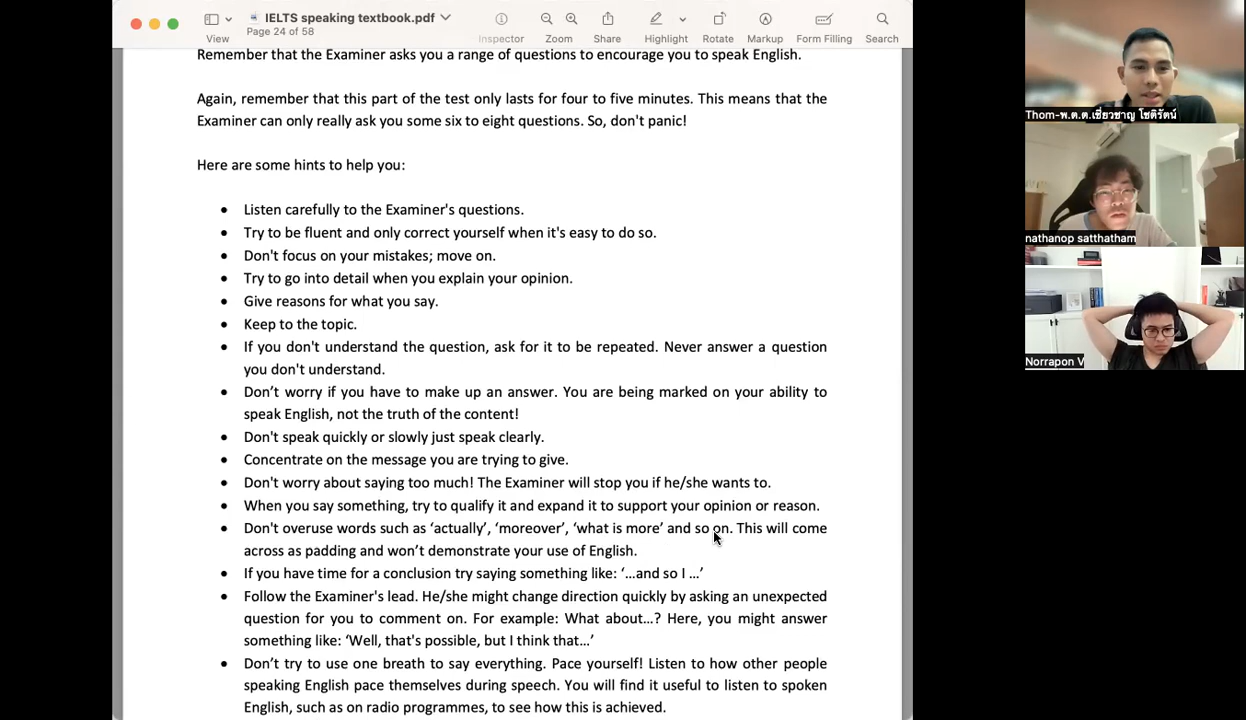 IELTS speaking textbook.pdf
Page 24 of 58
View
Inspector
Zoom
Share
Highlight
Rotate
Markup
Form Filling
Search
Remember that the Examiner asks you a range of questions to encourage you to speak English.
Again, remember that this part of the test only lasts for four to five minutes. This means that the
Examiner can only really ask you some six to eight questions. So, don't panic!
Here are some hints to help you:
• Listen carefully to the Examiner's questions.
• Try to be fluent and only correct yourself when it's easy to do so.
• Don't focus on your mistakes; move on.
• Try to go into detail when you explain your opinion.
• Give reasons for what you say.
• Keep to the topic.
• If you don't understand the question, ask for it to be repeated. Never answer a question
you don't understand.
• Don’t worry if you have to make up an answer. You are being marked on your ability to
speak English, not the truth of the content!
• Don't speak quickly or slowly just speak clearly.
• Concentrate on the message you are trying to give.
• Don't worry about saying too much! The Examiner will stop you if he/she wants to.
• When you say something, try to qualify it and expand it to support your opinion or reason.
• Don't overuse words such as ‘actually’, ‘moreover’, ‘what is more’ and so on. This will come
across as padding and won’t demonstrate your use of English.
• If you have time for a conclusion try saying something like: ‘…and so I …’
• Follow the Examiner's lead. He/she might change direction quickly by asking an unexpected
question for you to comment on. For example: What about…? Here, you might answer
something like: ‘Well, that's possible, but I think that…’
• Don’t try to use one breath to say everything. Pace yourself! Listen to how other people
speaking English pace themselves during speech. You will find it useful to listen to spoken
English, such as on radio programmes, to see how this is achieved.
Thom-พ.ต.ต.เชี่ยวชาญ โชติรัตน์
nathanop satthatham
Norrapon V